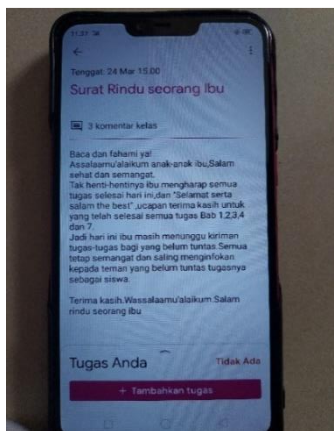 11.27
Tenggat: 24 Mar 15.00
Surat Rindu seorang Ibu
3 komentar kelas
Baca dan fahami ya!
Assalaamu'alaikum anak-anak ibu,Salam
sehat dan semangat.
Tak henti-hentinya ibu mengharap semua
tugas selesai hari ini,dan "Selamat serta
salam the best" ,ucapan terima kasih untuk
yang telah selesai semua tugas Bab 1,2,3,4
dan 7.
Jadi hari ini ibu masih menunggu kiriman
tugas-tugas bagi yang belum tuntas.Semua
tetap semangat dan saling menginfokan
kepada teman yang belum tuntas tugasnya
sebagai siswa.
Terima kasih.Wassalaamu'alaikum.Salam
rindu seorang ibu
Tugas Anda
Tidak Ada
+ Tambahkan tugas